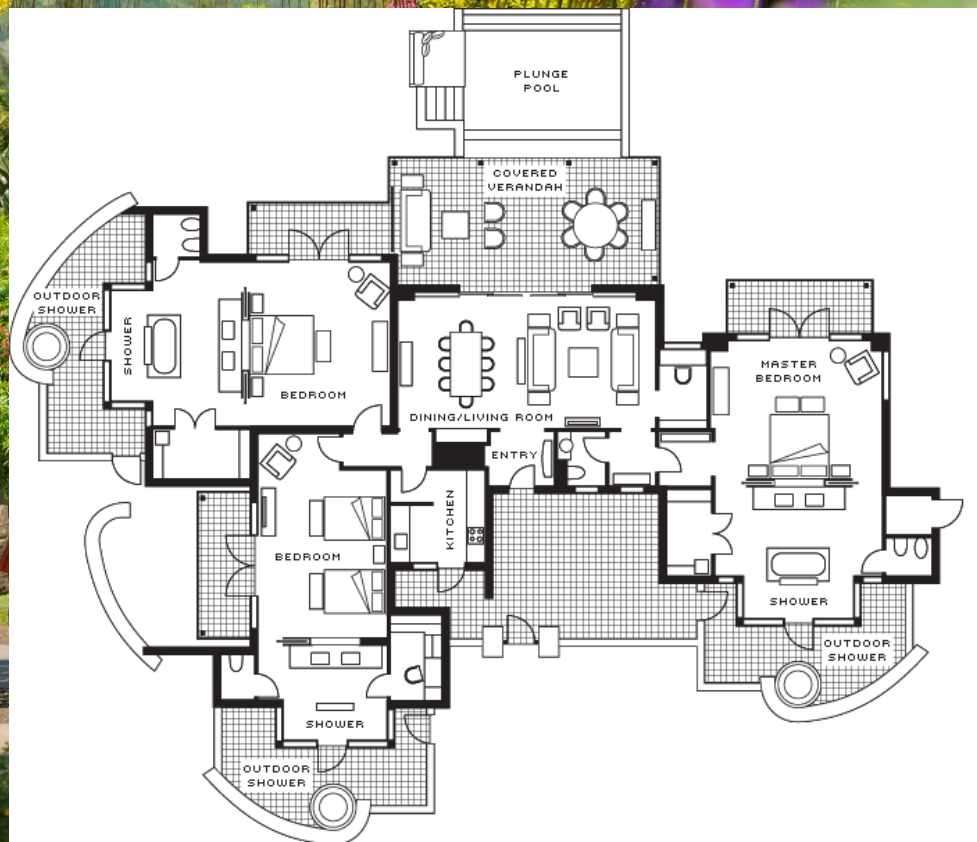 PLUNGE
POOL
COVERED
VERANDAH
OUTDOOR
SHOWER
SHOWER
BEDROOM
DINING/LIVING ROOM
MASTER
BEDROOM
ENTRY
KITCHEN
BEDROOM
SHOWER
OUTDOOR
SHOWER
SHOWER
OUTDOOR
SHOWER